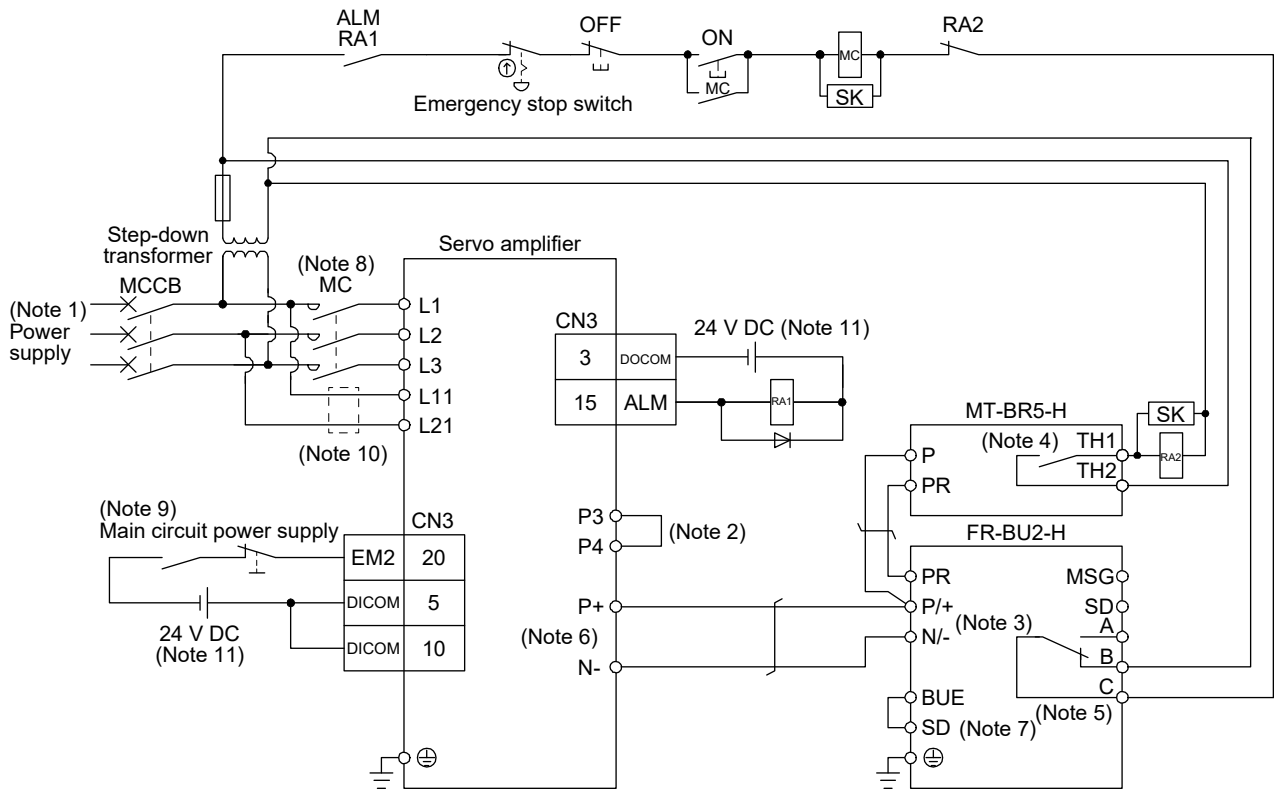 ALM
RA1
OFF
ON
RA2
MC
MC
SK
Emergency stop switch
Step-down
transformer
MCCB
(Note 8)
MC
Servo amplifier
(Note 1)
Power
supply
L1
L2
L3
L11
L21
(Note 10)
CN3
3 DOCOM
15 ALM
24 V DC (Note 11)
RA1
MT-BR5-H
(Note 4)
P
PR
TH1
TH2
SK
RA2
(Note 9)
Main circuit power supply
CN3
EM2 20
DICOM 5
DICOM 10
24 V DC
(Note 11)
P3
P4
(Note 2)
P+
(Note 6)
N-
FR-BU2-H
PR
P/+
N/-
(Note 3)
MSG
SD
A
B
C
(Note 5)
BUE
SD (Note 7)